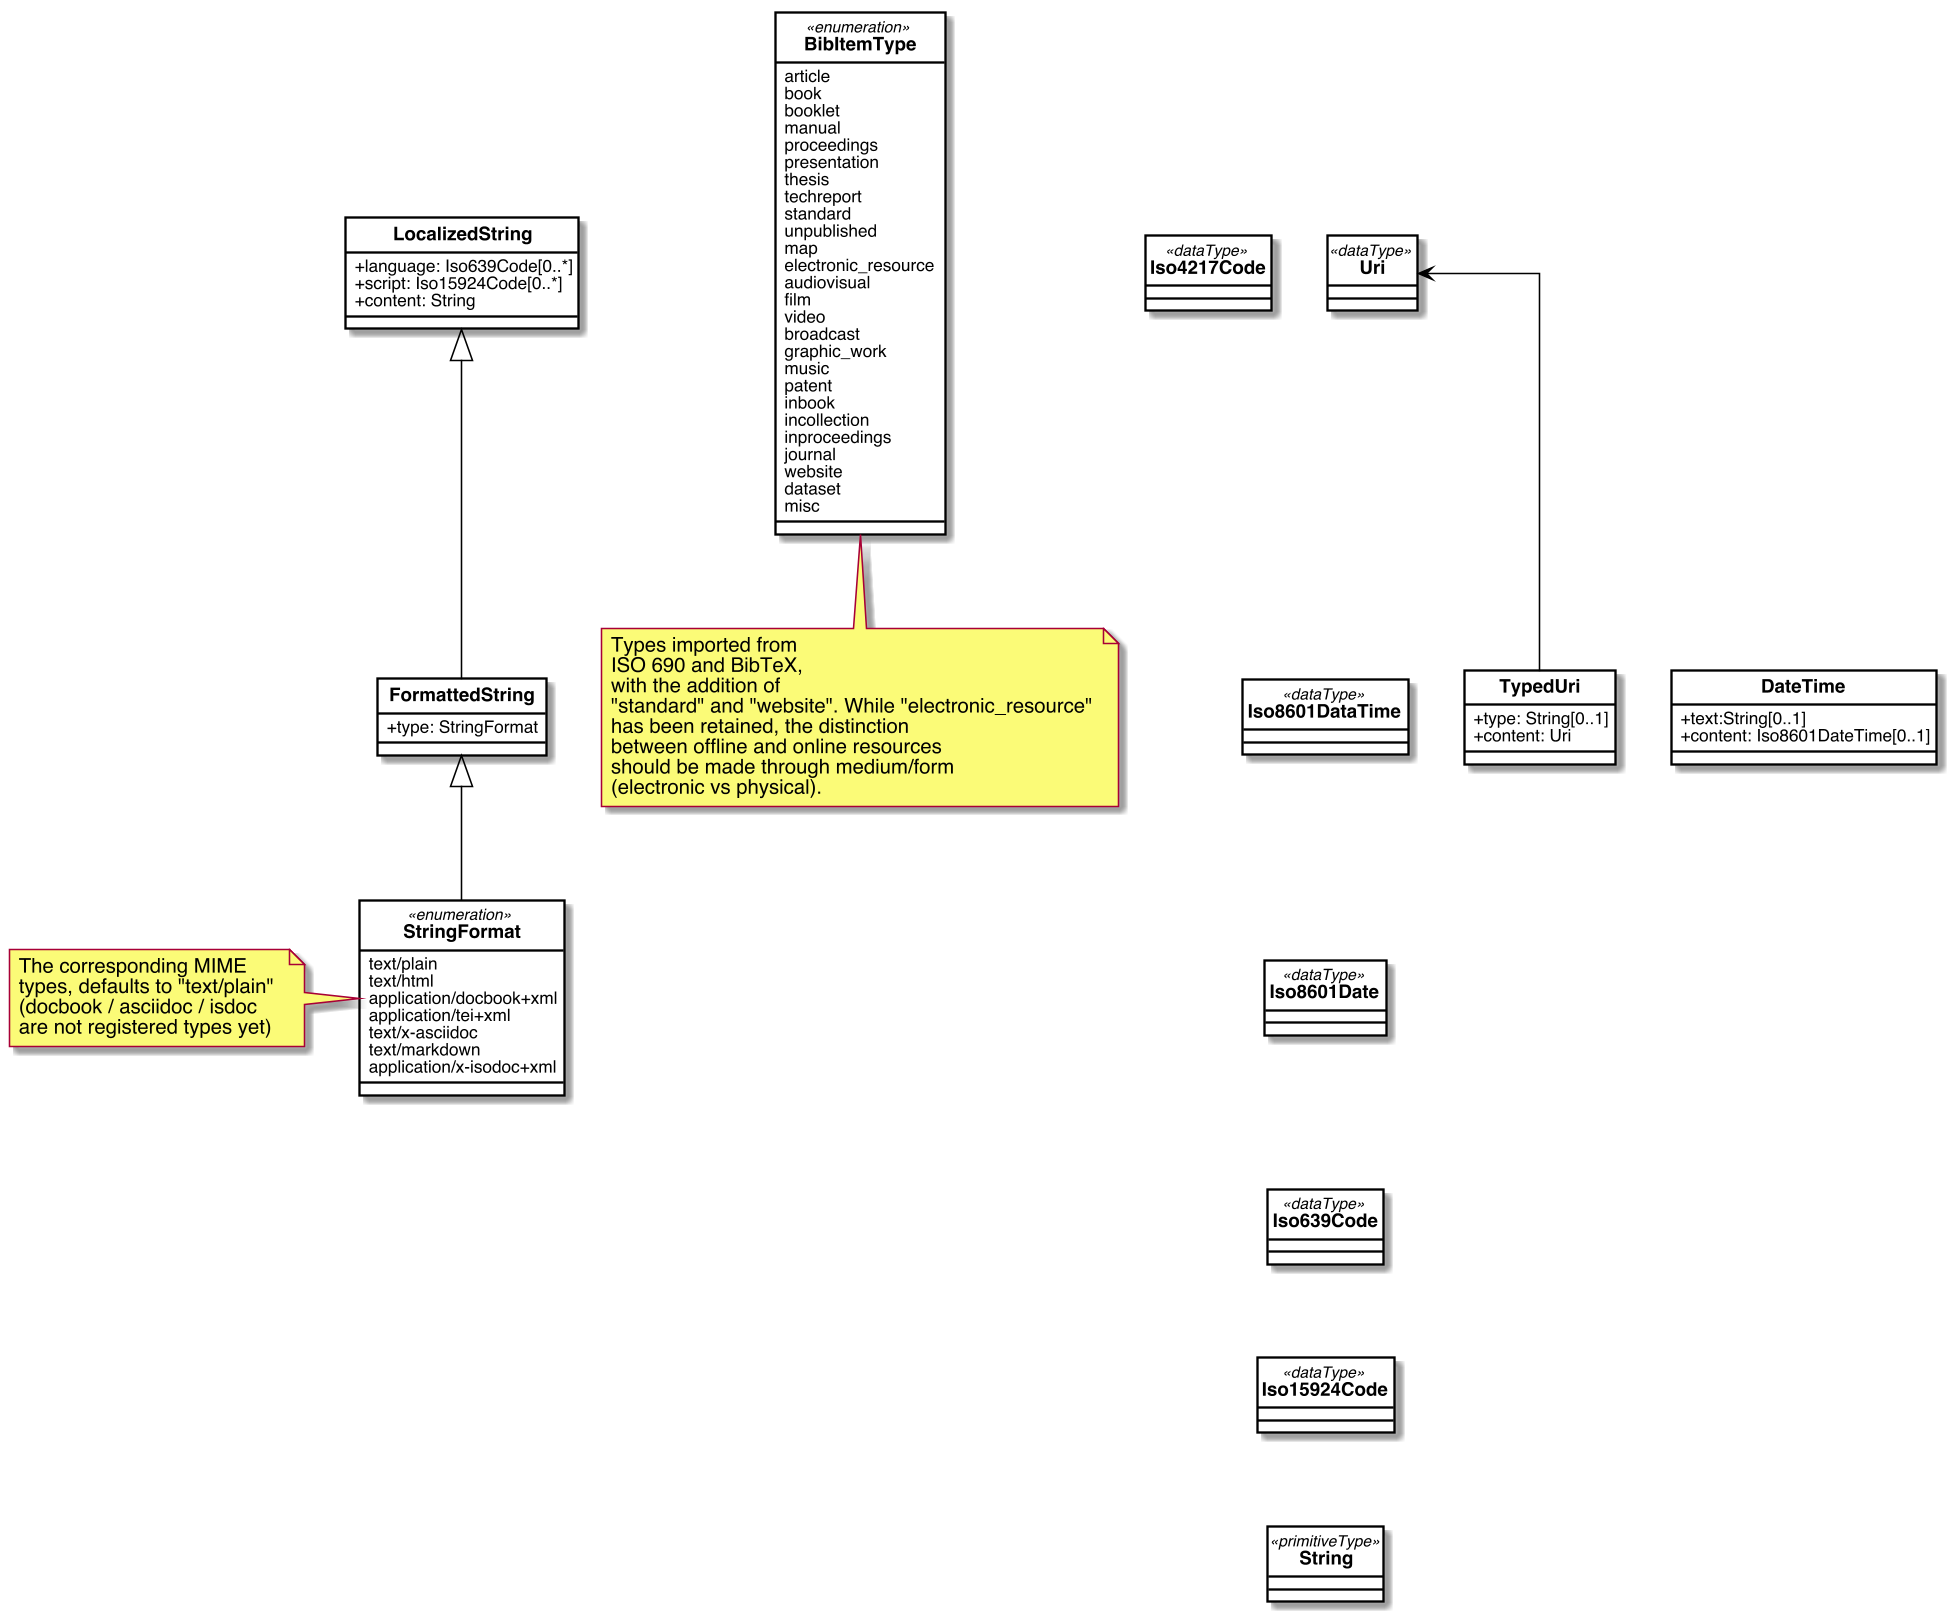 «enumeration»
BibItemType
article
book
booklet
manual
proceedings
presentation
thesis
techreport
standard
unpublished
map
electronic_resource
audiovisual
film
video
broadcast
graphic_work
music
patent
inbook
incollection
inproceedings
journal
website
dataset
misc
LocalizedString
+language: Iso639Code[0..*]
+script: Iso15924Code[0..*]
+content: String
«dataType»
Iso4217Code
«dataType»
Uri
Types imported from
ISO 690 and BibTeX,
with the addition of
"standard" and "website". While "electronic_resource"
has been retained, the distinction
between offline and online resources
should be made through medium/form
(electronic vs physical).
FormattedString
+type: StringFormat
«dataType»
Iso8601DataTime
TypedUri
+type: String[0..1]
+content: Uri
DateTime
+text:String[0..1]
+content: Iso8601DateTime[0..1]
«enumeration»
StringFormat
text/plain
text/html
application/docbook+xml
application/tei+xml
text/x-asciidoc
text/markdown
application/x-isodoc+xml
The corresponding MIME
types, defaults to "text/plain"
(docbook / asciidoc / isdoc
are not registered types yet)
«dataType»
Iso8601Date
«dataType»
Iso639Code
«dataType»
Iso15924Code
«primitiveType»
String